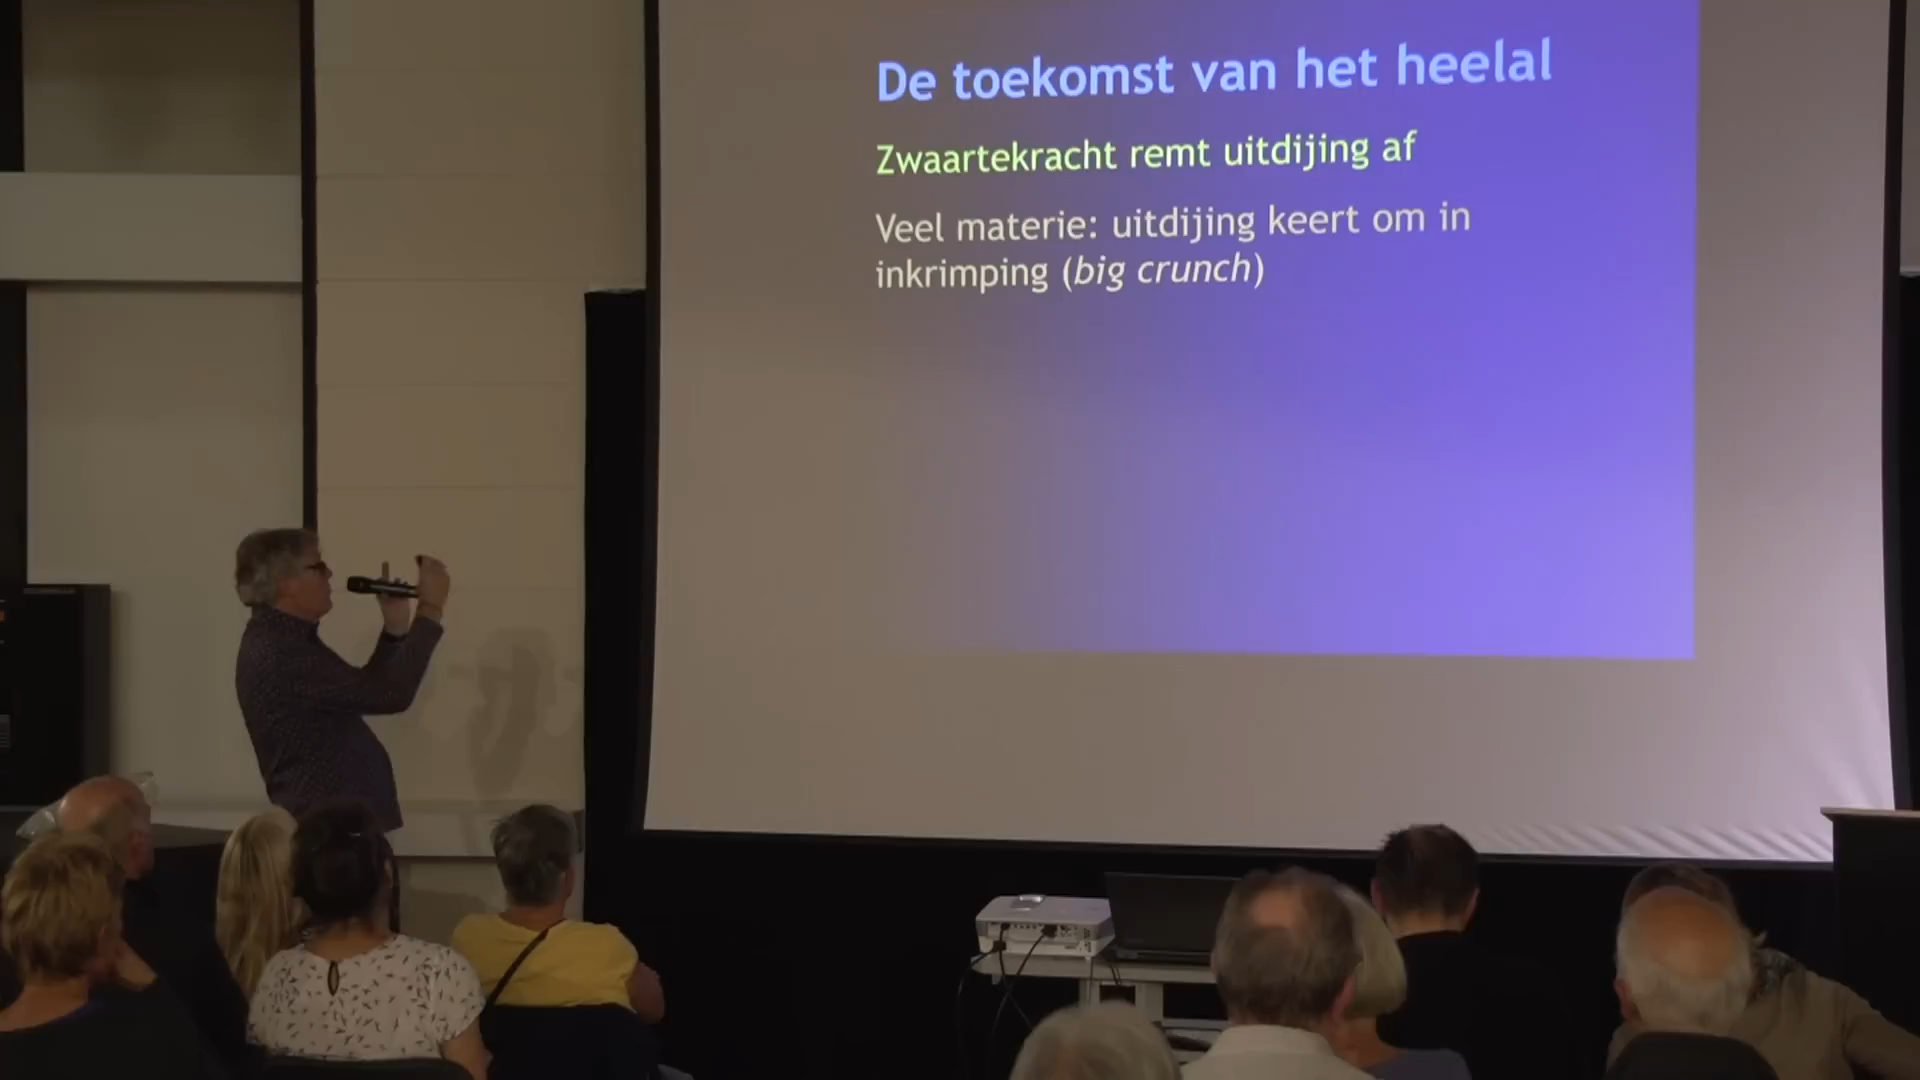 De toekomst van het heelal
Zwaartekracht remt uitdijing af
Veel materie: uitdijing keert om in
inkrimping (big crunch)